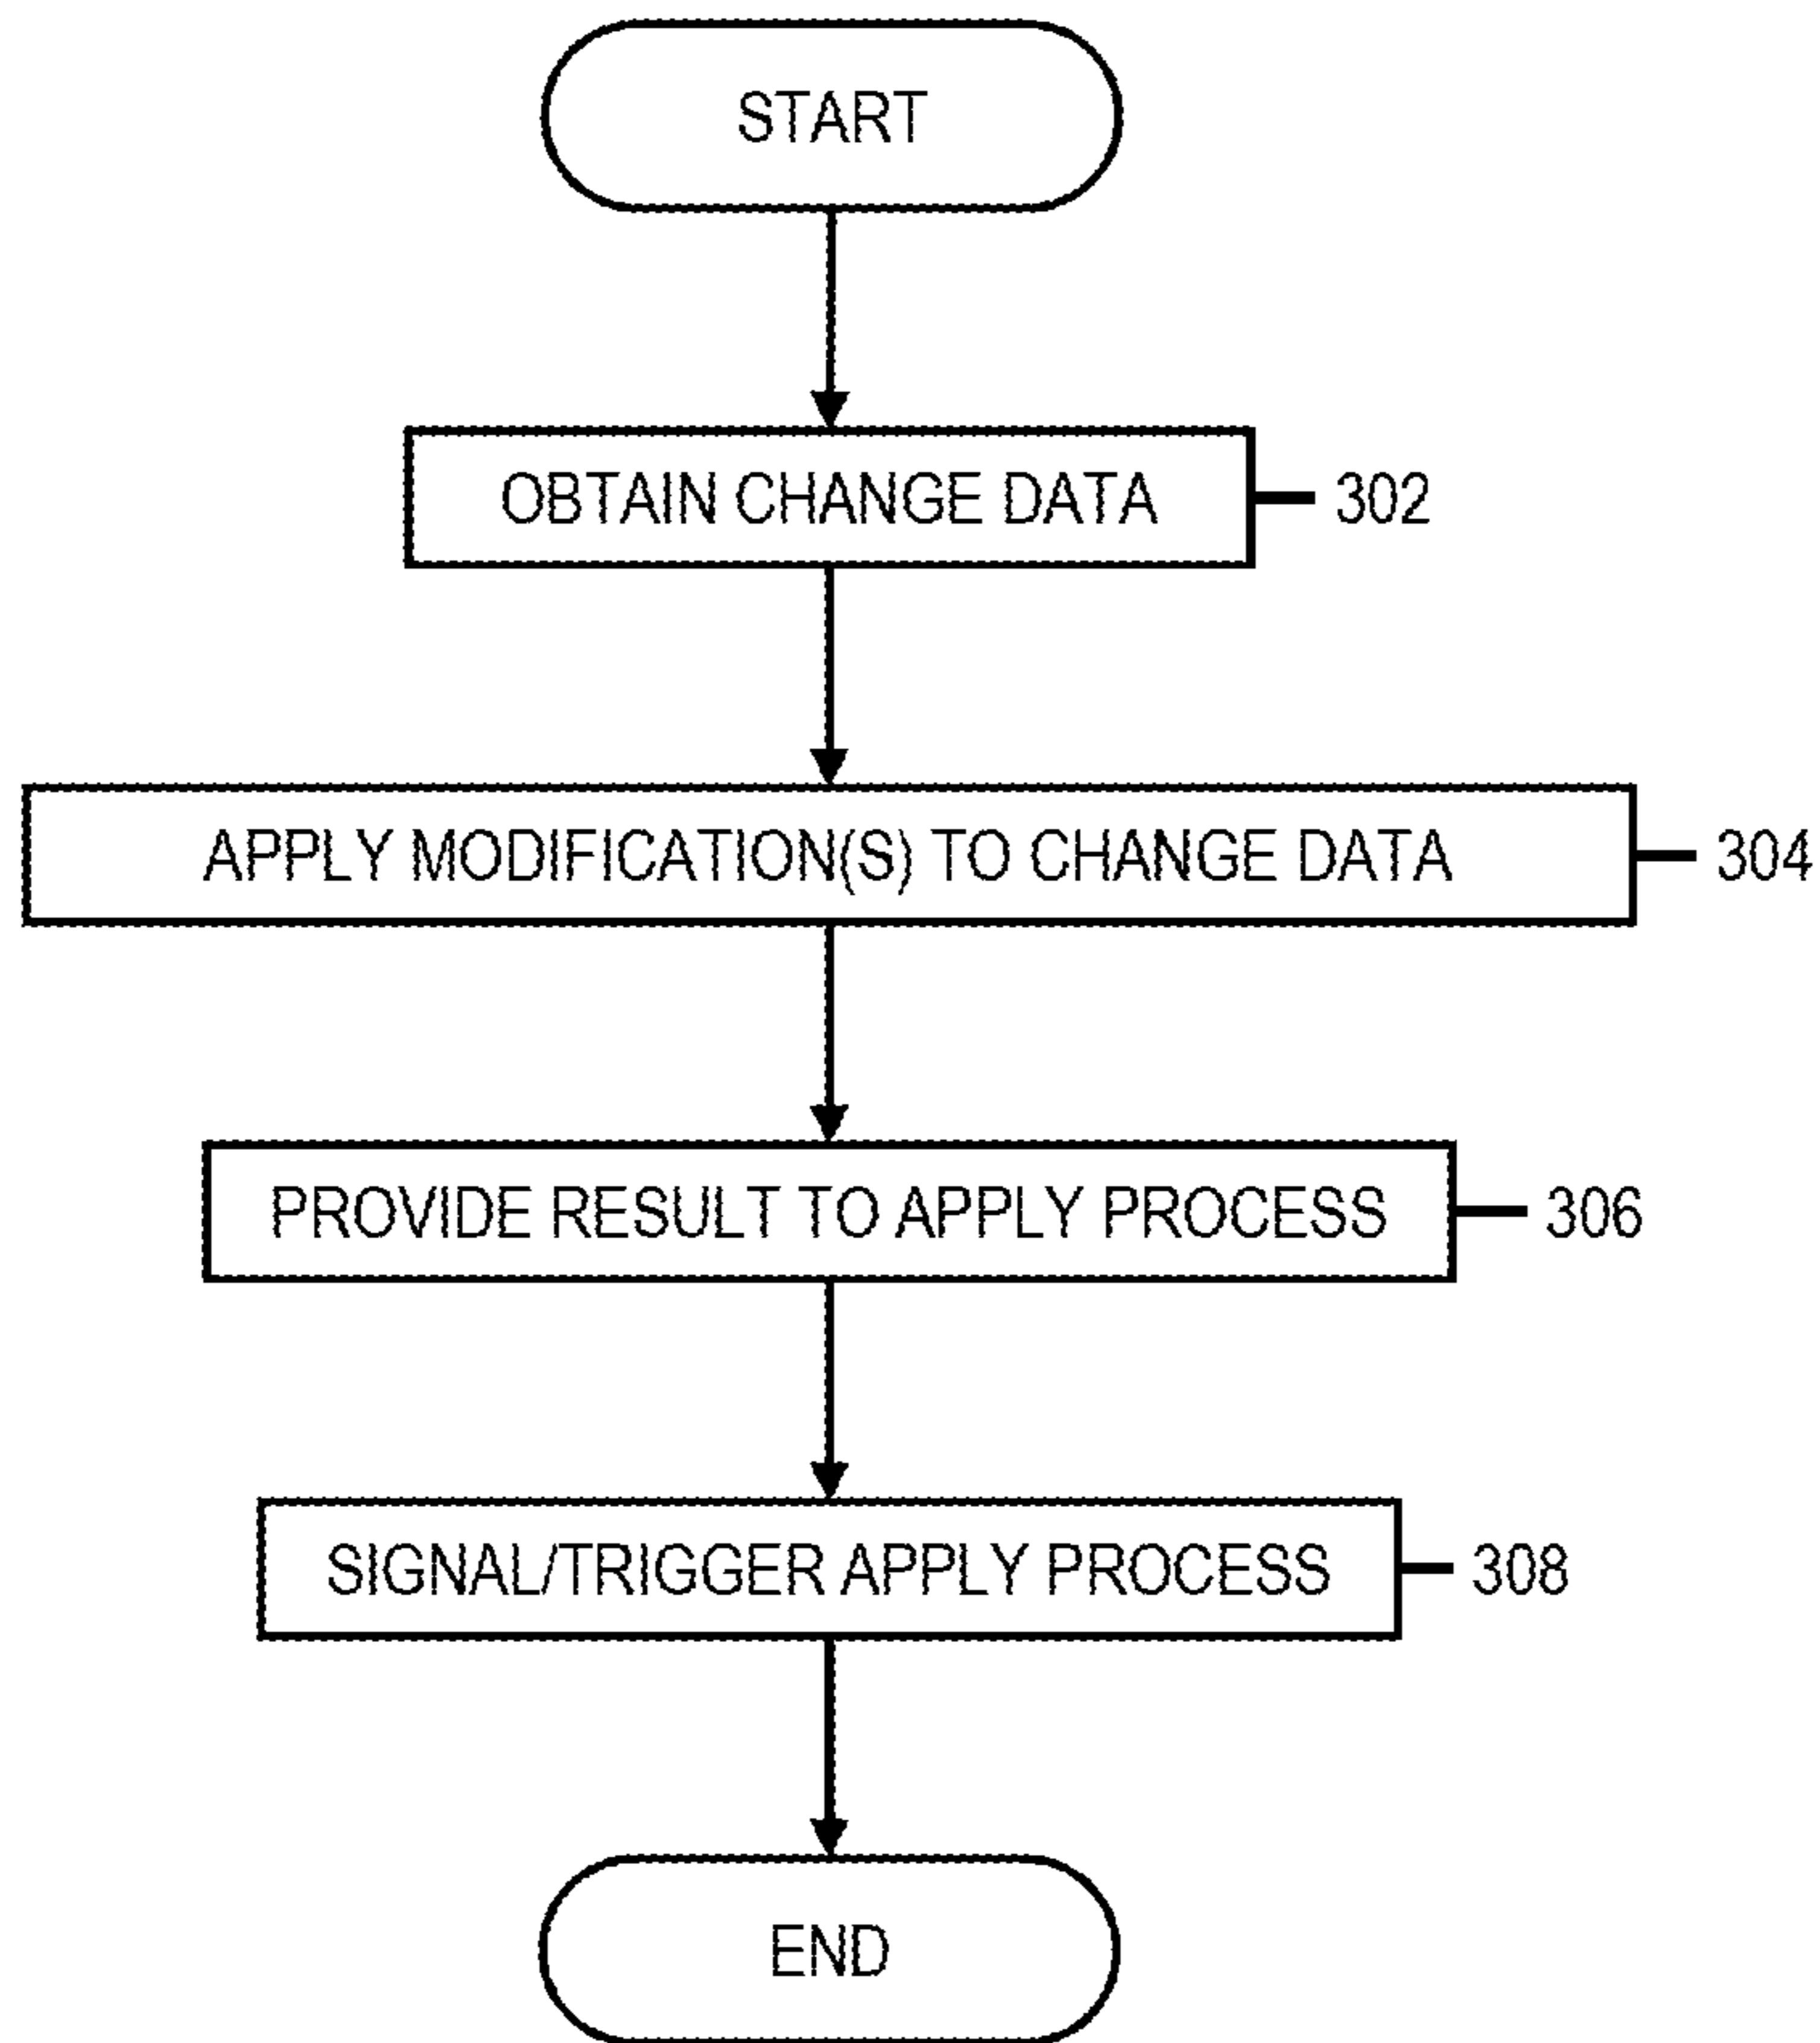 START
OBTAIN CHANGE DATA 302
APPLY MODIFICATION(S) TO CHANGE DATA 304
PROVIDE RESULT TO APPLY PROCESS 306
SIGNAL/TRIGGER APPLY PROCESS 308
END